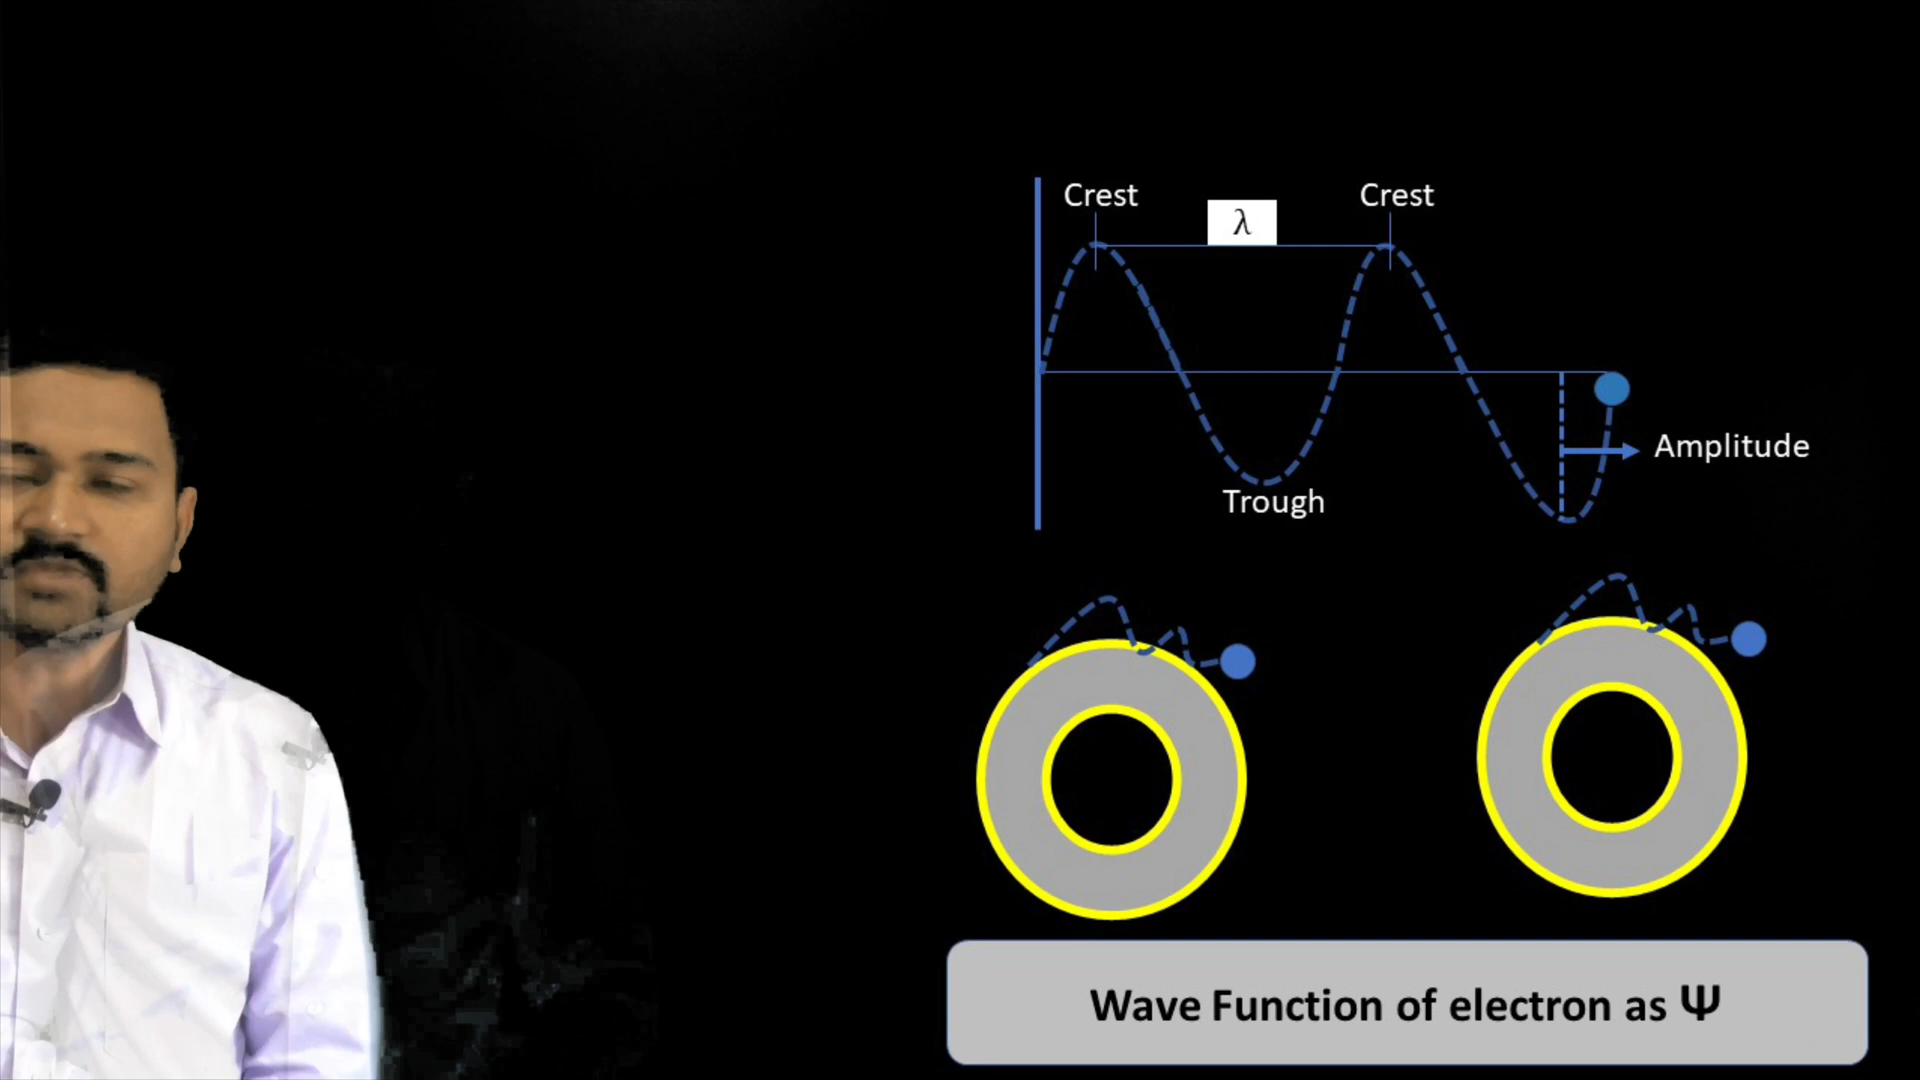 Crest
λ
Crest
Amplitude
Trough
Wave Function of electron as Ψ